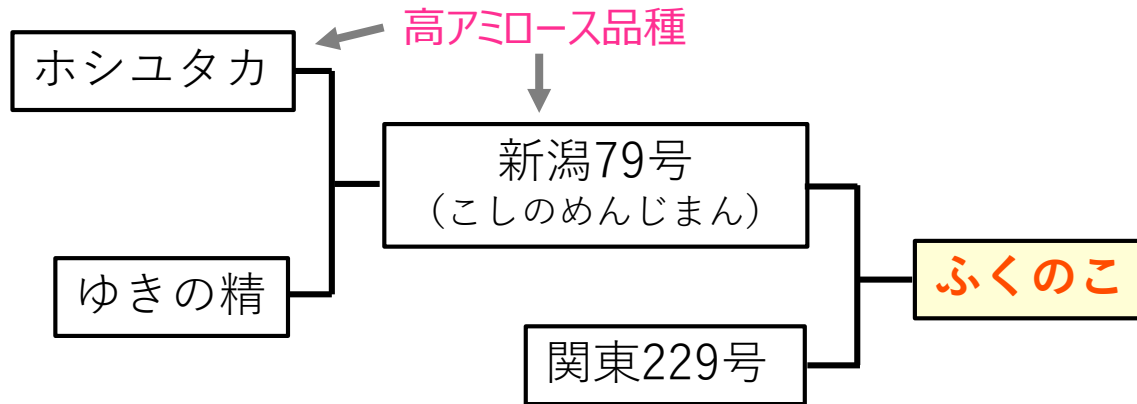 高アミロース品種
ホシユタカ
新潟79号
（こしのめんじまん）
ゆきの精
ふくのこ
関東229号